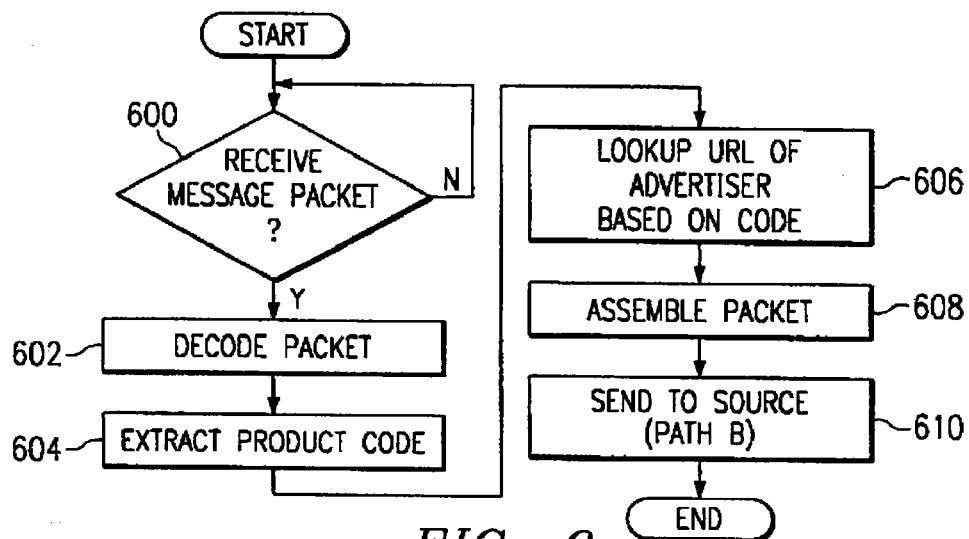 START
600
RECEIVE
MESSAGE PACKET
?
N
Y
602
DECODE PACKET
604
EXTRACT PRODUCT CODE
LOOKUP URL OF
ADVERTISER
BASED ON CODE
606
ASSEMBLE PACKET
608
SEND TO SOURCE
(PATH B)
610
END